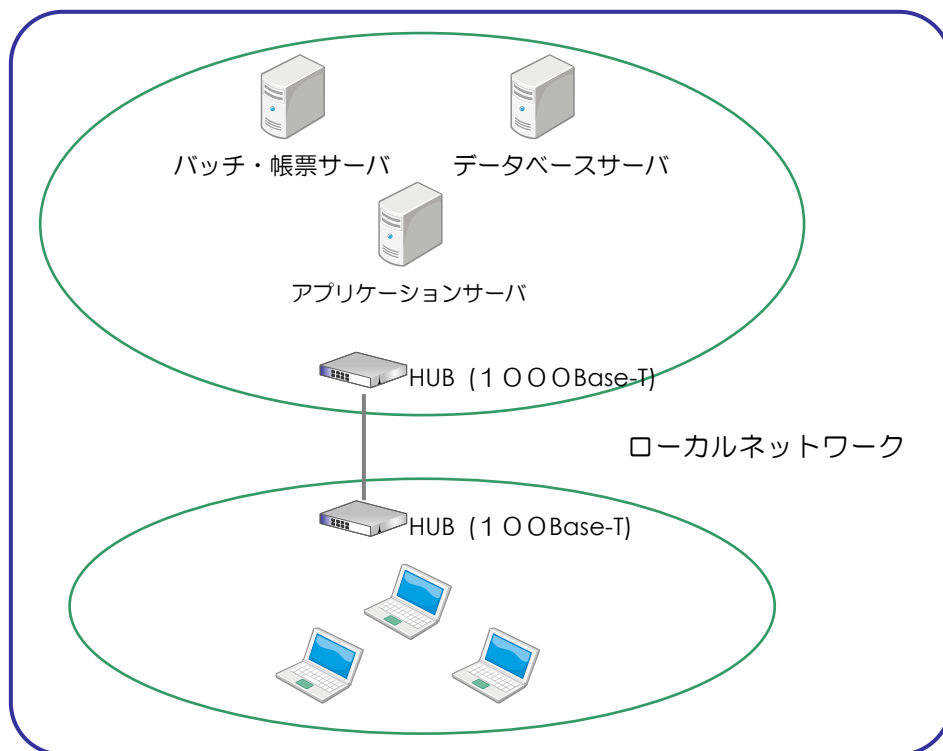 バッチ・帳票サーバ
データベースサーバ
アプリケーションサーバ
HUB (１０００Base-T)
ローカルネットワーク
HUB (１００Base-T)